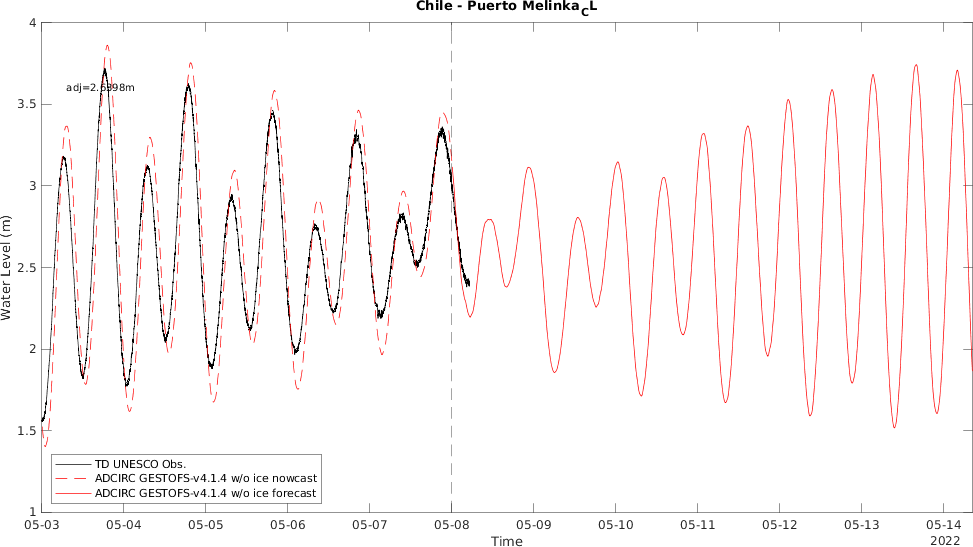 Chile - Puerto Melinka_CL
4
3.5
3
2.5
2
1.5
1
Water Level (m)
adj=2.6398m
TD UNESCO Obs.
ADCIRC GESTOFS-v4.1.4 w/o ice nowcast
ADCIRC GESTOFS-v4.1.4 w/o ice forecast
05-03 05-04 05-05 05-06 05-07 05-08 05-09 05-10 05-11 05-12 05-13 05-14
Time
2022